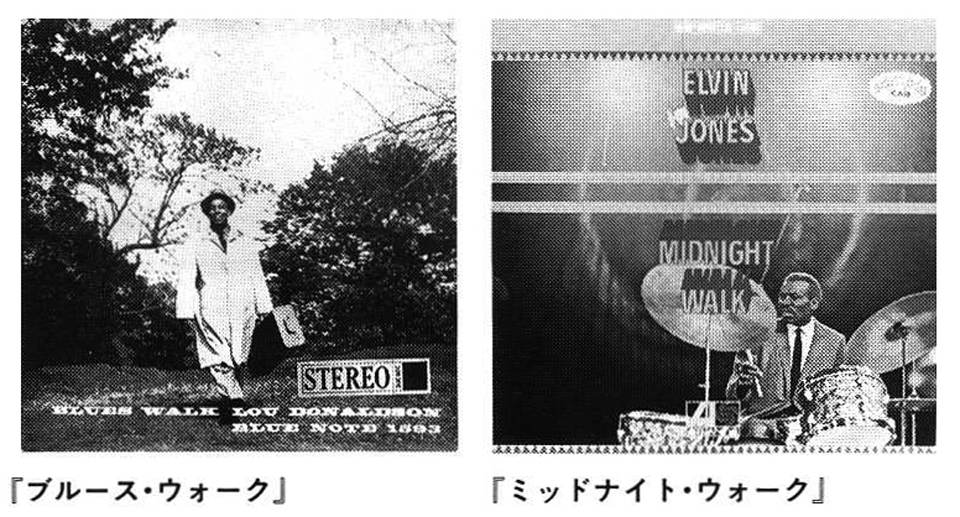 STEREO
BLUES WALK LOU DONALDSON
BLUE NOTE 1593
『ブルース・ウォーク』
ELVIN
JONES
MIDNIGHT
WALK
『ミッドナイト・ウォーク』